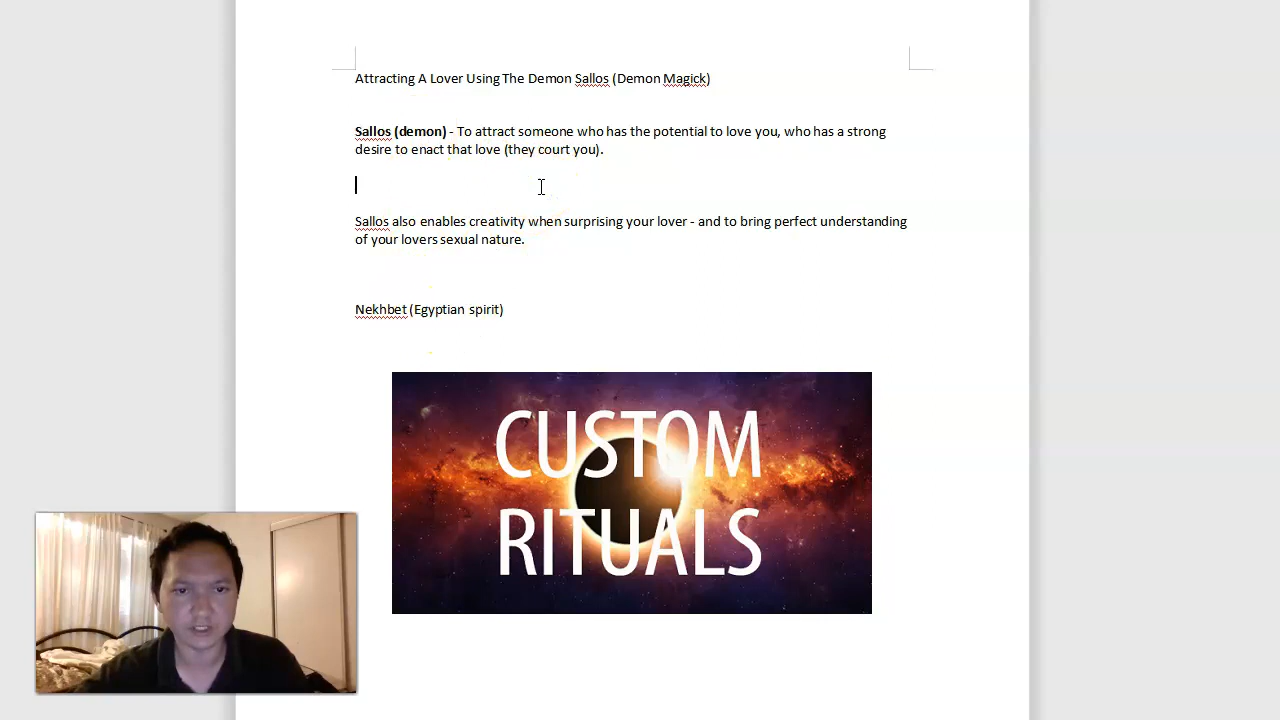 Attracting A Lover Using The Demon Sallos (Demon Magick)
Sallos (demon) - To attract someone who has the potential to love you, who has a strong
desire to enact that love (they court you).
Sallos also enables creativity when surprising your lover - and to bring perfect understanding
of your lovers sexual nature.
Nekhbet (Egyptian spirit)
CUSTOM
RITUALS